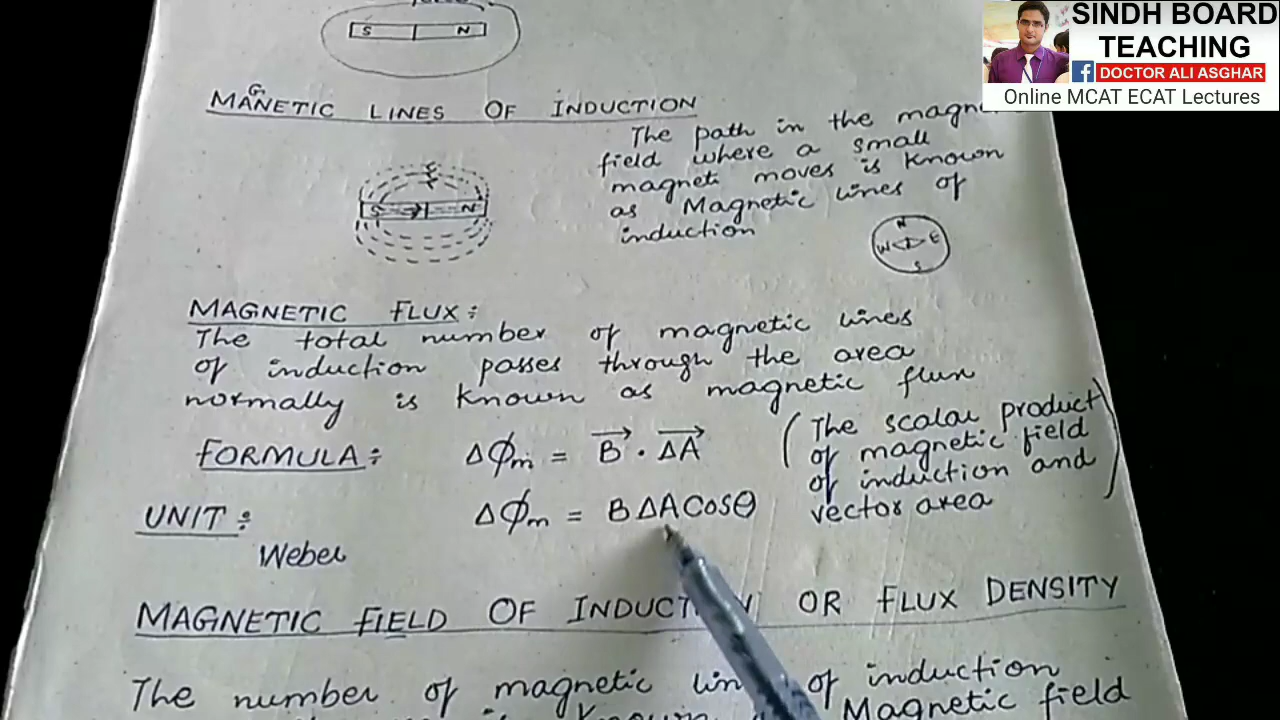 SINDH BOARD
TEACHING
DOCTOR ALI ASGHAR
Online MCAT ECAT Lectures
S N
MAGNETIC LINES OF INDUCTION
The path in the magne
field where a small
magnet moves is known
as Magnetic lines of
induction
S N
N
W E
S
MAGNETIC FLUX:
The total number of magnetic lines
of induction passes through the area
normally is known as magnetic flux
FORMULA: Δϕm = B⃗ · ΔA⃗
(The scalar product
of magnetic field
of induction and
vector area)
UNIT: Δϕm = BΔACosθ
Weber
MAGNETIC FIELD OF INDUCT N OR FLUX DENSITY
The number of magnetic lin of induction
is known Magnetic field